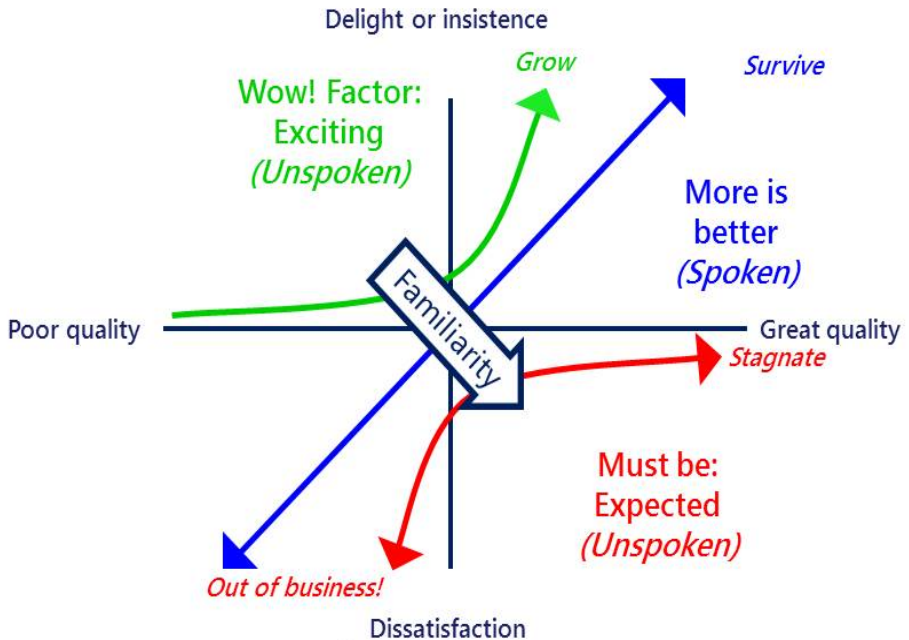 Delight or insistence
Grow
Survive
Wow! Factor:
Exciting
(Unspoken)
More is
better
(Spoken)
Familiarity
Poor quality
Great quality
Stagnate
Must be:
Expected
(Unspoken)
Out of business!
Dissatisfaction